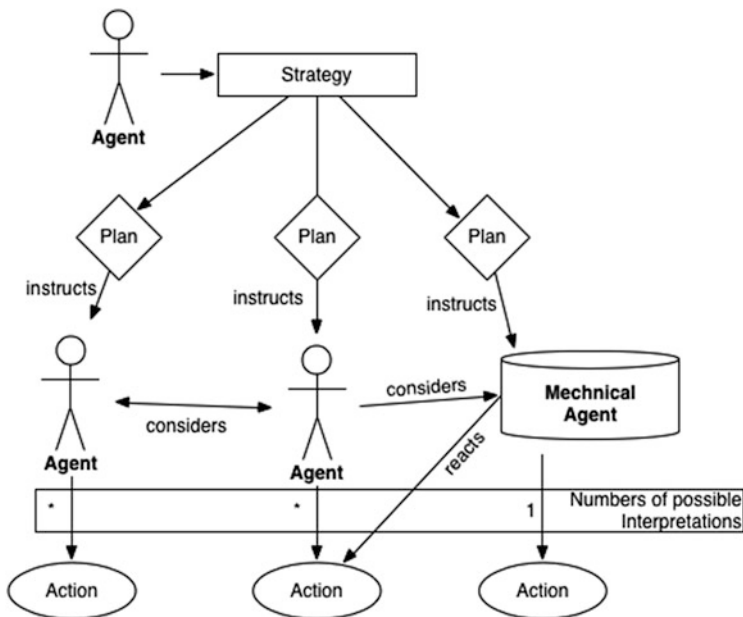 Strategy
Agent
Plan
Plan
Plan
instructs
instructs
instructs
considers
Mechnical
Agent
considers
reacts
Agent
Agent
*
*
1
Numbers of possible
Interpretations
Action
Action
Action